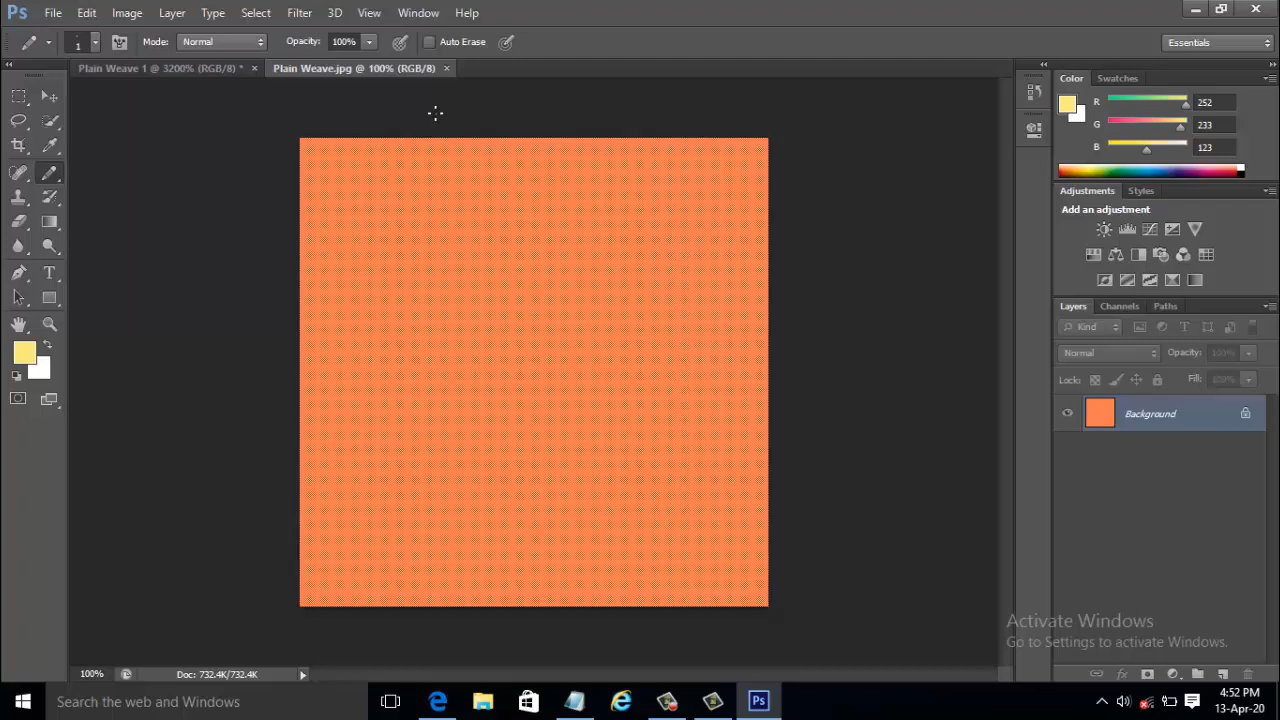 Ps File Edit Image Layer Type Select Filter 3D View Window Help
1 Mode: Normal Opacity: 100% Auto Erase Essentials
Plain Weave 1 @ 3200% (RGB/8) * × Plain Weave.jpg @ 100% (RGB/8) ×
Color Swatches
R 252
G 233
B 123
Adjustments Styles
Add an adjustment
Layers Channels Paths
Kind
Normal Opacity: 100%
Lock: Fill: 100%
Background
Activate Windows
Go to Settings to activate Windows.
100% Doc: 732.4K/732.4K
Search the web and Windows
Ps
4:52 PM
13-Apr-20